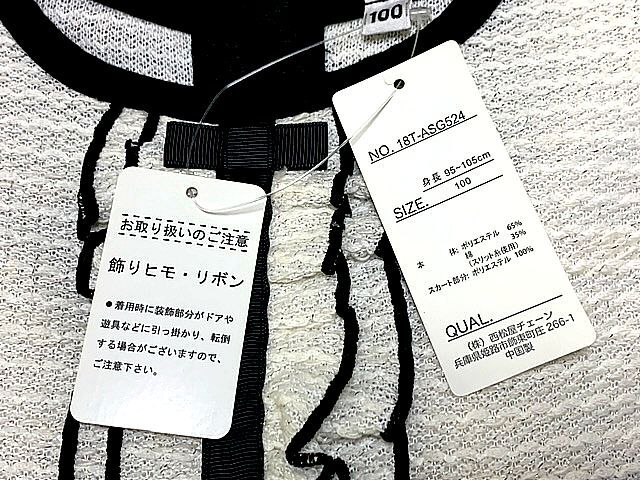 100
お取り扱いのご注意
飾りヒモ・リボン
●着用時に装飾部分がドアや
遊具などに引っ掛かり、転倒
する場合がございますので、
ご注意下さい。
NO. 18T-ASG524
身長 95~105cm
SIZE. 100
本 体: ポリエステル 65%
綿 35%
(スリット糸使用)
スカート部分: ポリエステル 100%
QUAL.
(株) 西松屋チェーン
兵庫県姫路市飾東町庄 266-1
中国製